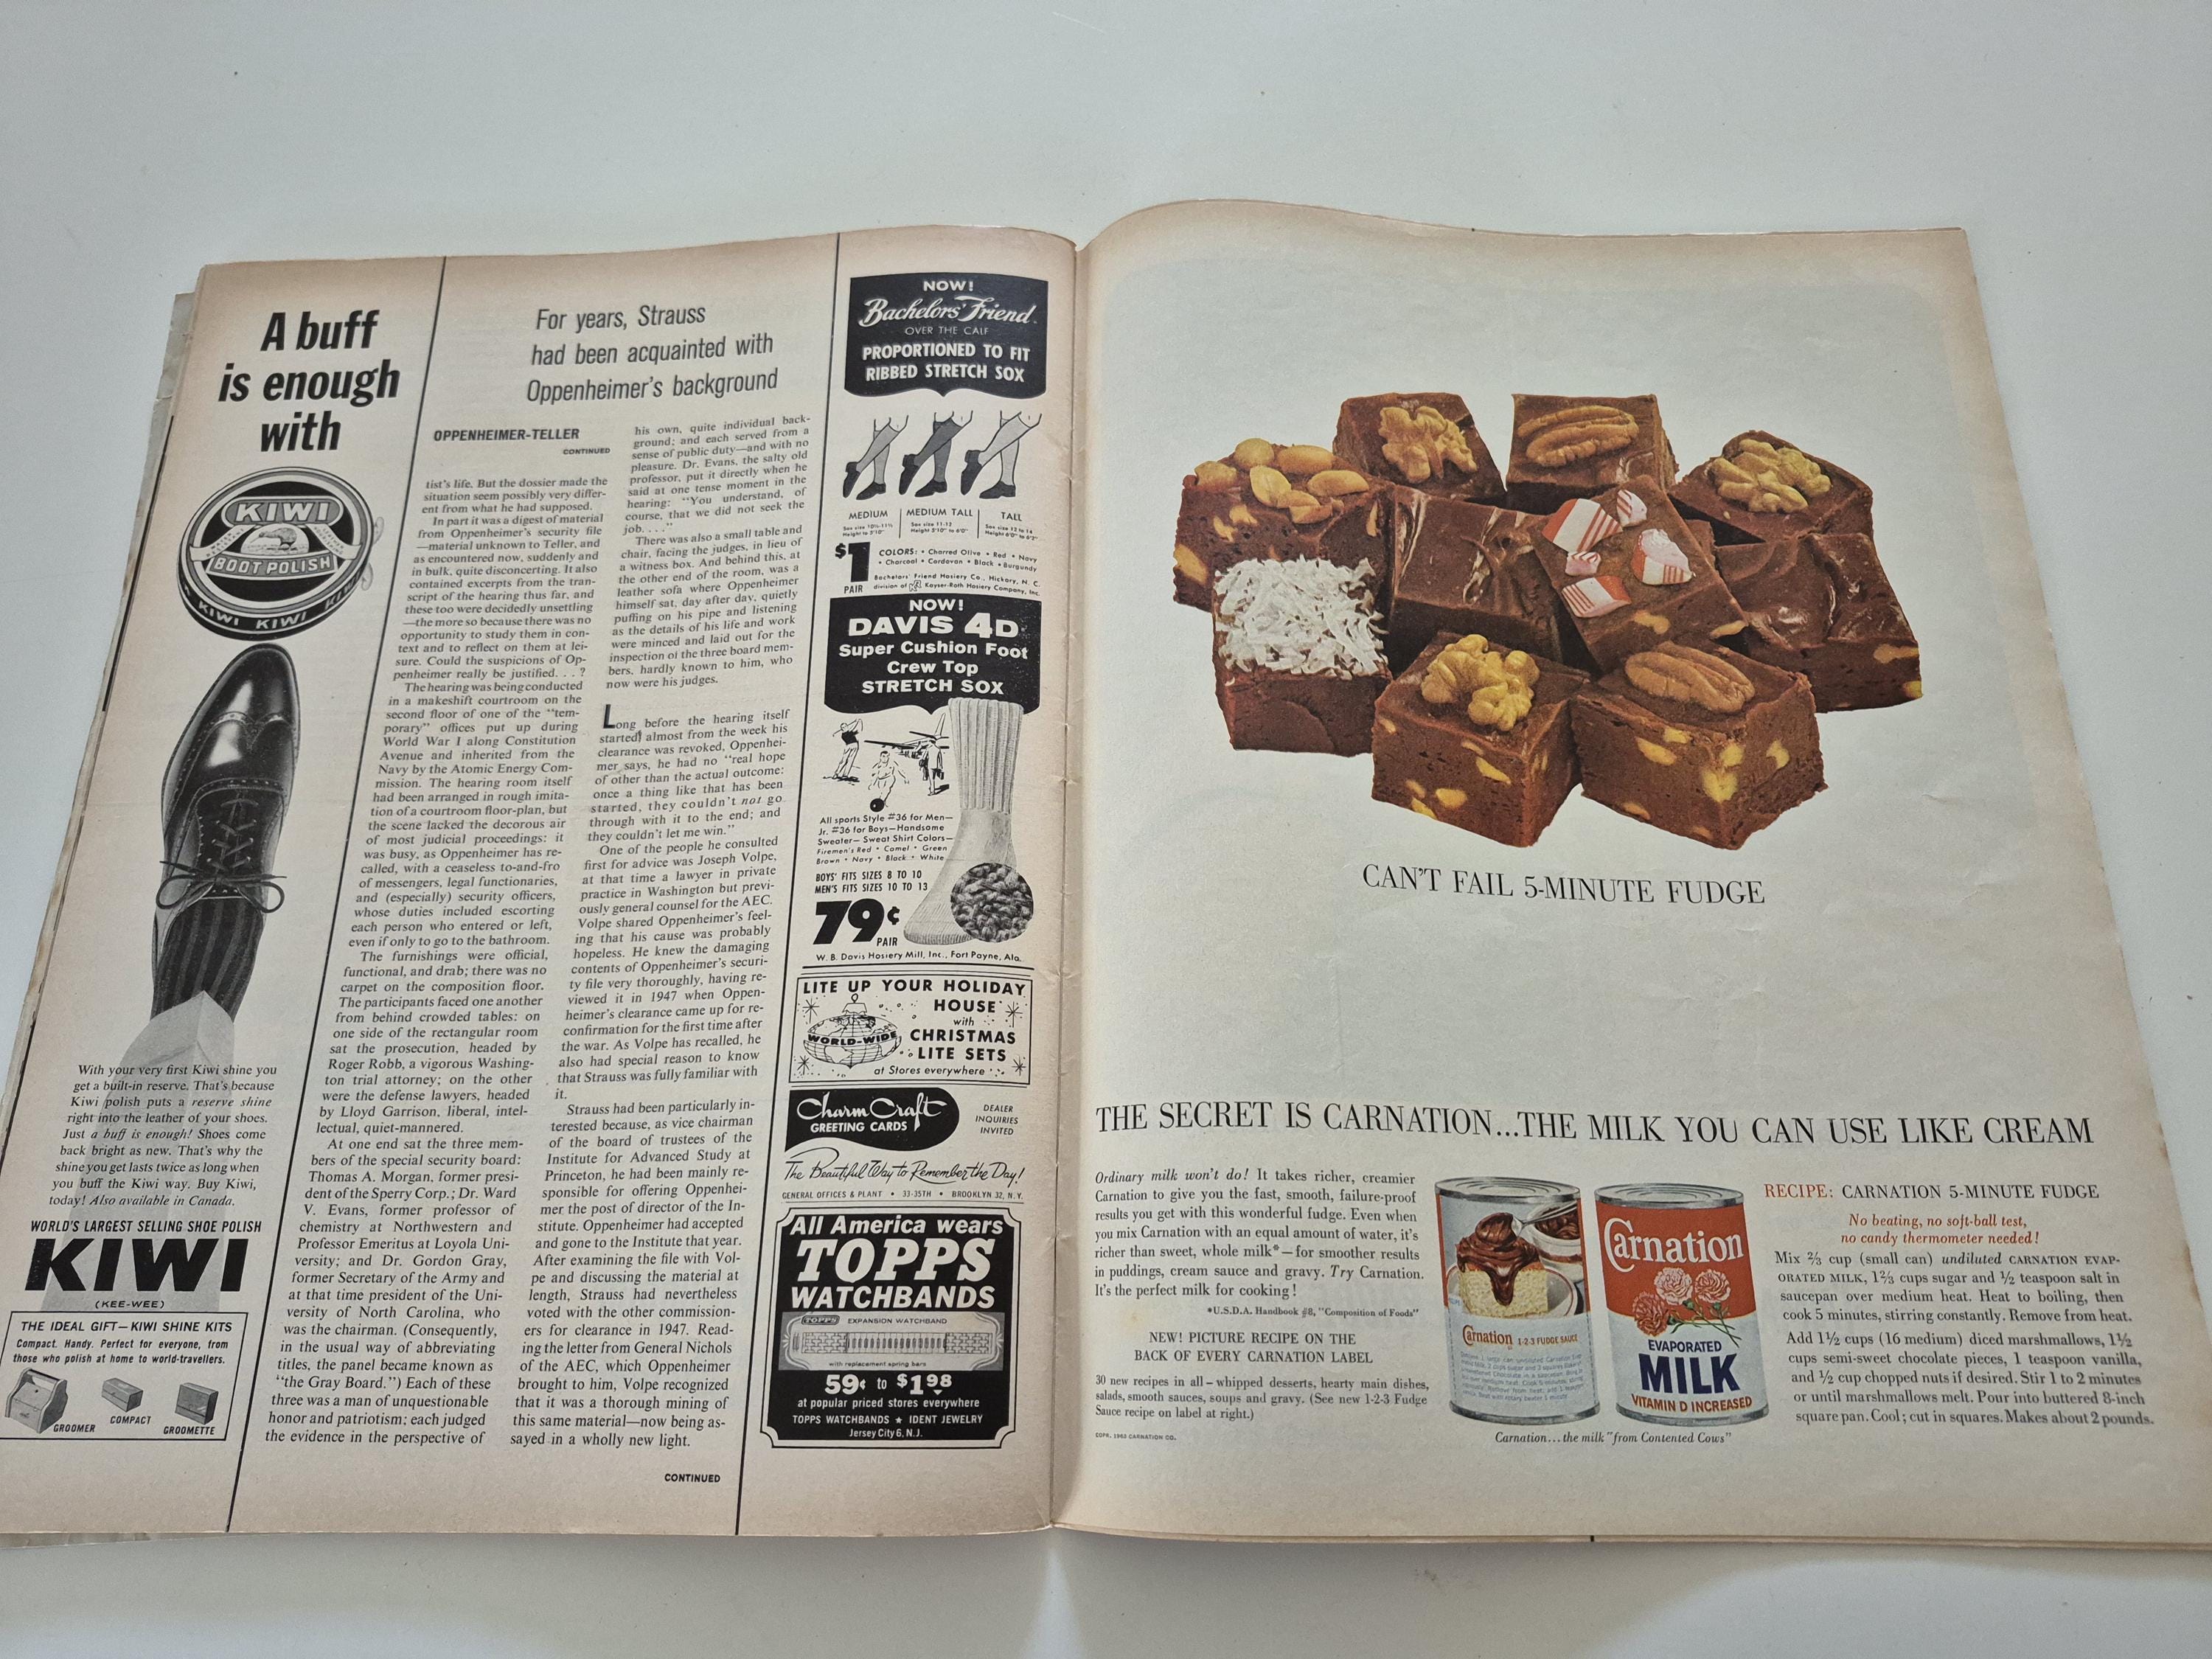 A buff
is enough
with
KIWI
BOOT POLISH
KIWI KIWI
With your very first Kiwi shine you
get a built-in reserve. That's because
Kiwi polish puts a reserve shine
right into the leather of your shoes.
Just a buff is enough! Shoes come
back bright as new. That's why the
shine you get lasts twice as long when
you buff the Kiwi way. Buy Kiwi,
today! Also available in Canada.
WORLD'S LARGEST SELLING SHOE POLISH
KIWI
(KEE-WEE)
THE IDEAL GIFT—KIWI SHINE KITS
Compact. Handy. Perfect for everyone, from
those who polish at home to world-travellers.
GROOMER
COMPACT
GROOMETTE
For years, Strauss
had been acquainted with
Oppenheimer's background
OPPENHEIMER-TELLER
CONTINUED
tist's life. But the dossier made the
situation seem possibly very differ-
ent from what he had supposed.
In part it was a digest of material
from Oppenheimer's security file
—material unknown to Teller, and
as encountered now, suddenly and
in bulk, quite disconcerting. It also
contained excerpts from the tran-
script of the hearing thus far, and
these too were decidedly unsettling
—the more so because there was no
opportunity to study them in con-
text and to reflect on them at lei-
sure. Could the suspicions of Op-
penheimer really be justified. . . ?
The hearing was being conducted
in a makeshift courtroom on the
second floor of one of the "tem-
porary" offices put up during
World War I along Constitution
Avenue and inherited from the
Navy by the Atomic Energy Com-
mission. The hearing room itself
had been arranged in rough imita-
tion of a courtroom floor-plan, but
the scene lacked the decorous air
of most judicial proceedings: it
was busy, as Oppenheimer has re-
called, with a ceaseless to-and-fro
of messengers, legal functionaries,
and (especially) security officers,
whose duties included escorting
each person who entered or left,
even if only to go to the bathroom.
The furnishings were official,
functional, and drab; there was no
carpet on the composition floor.
The participants faced one another
from behind crowded tables: on
one side of the rectangular room
sat the prosecution, headed by
Roger Robb, a vigorous Washing-
ton trial attorney; on the other
were the defense lawyers, headed
by Lloyd Garrison, liberal, intel-
lectual, quiet-mannered.
At one end sat the three mem-
bers of the special security board:
Thomas A. Morgan, former presi-
dent of the Sperry Corp.; Dr. Ward
V. Evans, former professor of
chemistry at Northwestern and
Professor Emeritus at Loyola Uni-
versity; and Dr. Gordon Gray,
former Secretary of the Army and
at that time president of the Uni-
versity of North Carolina, who
was the chairman. (Consequently,
in the usual way of abbreviating
titles, the panel became known as
"the Gray Board.") Each of these
three was a man of unquestionable
honor and patriotism; each judged
the evidence in the perspective of
his own, quite individual back-
ground; and each served from a
sense of public duty—and with no
pleasure. Dr. Evans, the salty old
professor, put it directly when he
said at one tense moment in the
hearing: "You understand, of
course, that we did not seek the
job. . . ."
There was also a small table and
chair, facing the judges, in lieu of
a witness box. And behind this, at
the other end of the room, was a
leather sofa where Oppenheimer
himself sat, day after day, quietly
puffing on his pipe and listening
as the details of his life and work
were minced and laid out for the
inspection of the three board mem-
bers, hardly known to him, who
now were his judges.
Long before the hearing itself
started, almost from the week his
clearance was revoked, Oppenhei-
mer says, he had no "real hope
of other than the actual outcome:
once a thing like that has been
started, they couldn't not go
through with it to the end; and
they couldn't let me win."
One of the people he consulted
first for advice was Joseph Volpe,
at that time a lawyer in private
practice in Washington but previ-
ously general counsel for the AEC.
Volpe shared Oppenheimer's feel-
ing that his cause was probably
hopeless. He knew the damaging
contents of Oppenheimer's securi-
ty file very thoroughly, having re-
viewed it in 1947 when Oppen-
heimer's clearance came up for re-
confirmation for the first time after
the war. As Volpe has recalled, he
also had special reason to know
that Strauss was fully familiar with
it.
Strauss had been particularly in-
terested because, as vice chairman
of the board of trustees of the
Institute for Advanced Study at
Princeton, he had been mainly re-
sponsible for offering Oppenhei-
mer the post of director of the In-
stitute. Oppenheimer had accepted
and gone to the Institute that year.
After examining the file with Vol-
pe and discussing the material at
length, Strauss had nevertheless
voted with the other commission-
ers for clearance in 1947. Read-
ing the letter from General Nichols
of the AEC, which Oppenheimer
brought to him, Volpe recognized
that it was a thorough mining of
this same material—now being as-
sayed in a wholly new light.
CONTINUED
NOW!
Bachelors' Friend
OVER THE CALF
PROPORTIONED TO FIT
RIBBED STRETCH SOX
MEDIUM
Sox size 10½-11½
Height to 5'10"
MEDIUM TALL
Sox size 11-12
Height 5'10" to 6'0"
TALL
Sox size 12 to 14
Height 6'0" to 6'5"
$1
PAIR
COLORS: • Charred Olive • Red • Navy
• Charcoal • Cordovan • Black • Burgundy
Bachelors' Friend Hosiery Co., Hickory, N. C.
division of Kayser-Roth Hosiery Company, Inc.
NOW!
DAVIS 4D
Super Cushion Foot
Crew Top
STRETCH SOX
All sports Style #36 for Men—
Jr. #36 for Boys—Handsome
Sweater— Sweat Shirt Colors—
Firemen's Red • Camel • Green
Brown • Navy • Black • White
BOYS' FITS SIZES 8 TO 10
MEN'S FITS SIZES 10 TO 13
79¢
PAIR
W. B. Davis Hosiery Mill, Inc., Fort Payne, Ala.
LITE UP YOUR HOLIDAY
HOUSE
with
WORLD-WIDE
CHRISTMAS
LITE SETS
at Stores everywhere
Charm Craft
GREETING CARDS
DEALER
INQUIRIES
INVITED
The Beautiful Way to Remember the Day!
GENERAL OFFICES & PLANT • 33-35TH • BROOKLYN 32, N. Y.
All America wears
TOPPS
WATCHBANDS
TOPPS EXPANSION WATCHBAND
with replacement spring bars
59¢ to $1.98
at popular priced stores everywhere
TOPPS WATCHBANDS ★ IDENT JEWELRY
Jersey City 6, N.J.
CAN'T FAIL 5-MINUTE FUDGE
THE SECRET IS CARNATION...THE MILK YOU CAN USE LIKE CREAM
Ordinary milk won't do! It takes richer, creamier
Carnation to give you the fast, smooth, failure-proof
results you get with this wonderful fudge. Even when
you mix Carnation with an equal amount of water, it's
richer than sweet, whole milk*—for smoother results
in puddings, cream sauce and gravy. Try Carnation.
It's the perfect milk for cooking!
*U.S.D.A. Handbook #8, "Composition of Foods"
NEW! PICTURE RECIPE ON THE
BACK OF EVERY CARNATION LABEL
30 new recipes in all – whipped desserts, hearty main dishes,
salads, smooth sauces, soups and gravy. (See new 1-2-3 Fudge
Sauce recipe on label at right.)
COPR. 1963 CARNATION CO.
Carnation 1-2-3 FUDGE SAUCE
Carnation
EVAPORATED
MILK
VITAMIN D INCREASED
Carnation...the milk "from Contented Cows"
RECIPE: CARNATION 5-MINUTE FUDGE
No beating, no soft-ball test,
no candy thermometer needed!
Mix ⅔ cup (small can) undiluted CARNATION EVAP-
ORATED MILK, 1⅔ cups sugar and ½ teaspoon salt in
saucepan over medium heat. Heat to boiling, then
cook 5 minutes, stirring constantly. Remove from heat.
Add 1½ cups (16 medium) diced marshmallows, 1½
cups semi-sweet chocolate pieces, 1 teaspoon vanilla,
and ½ cup chopped nuts if desired. Stir 1 to 2 minutes
or until marshmallows melt. Pour into buttered 8-inch
square pan. Cool; cut in squares. Makes about 2 pounds.